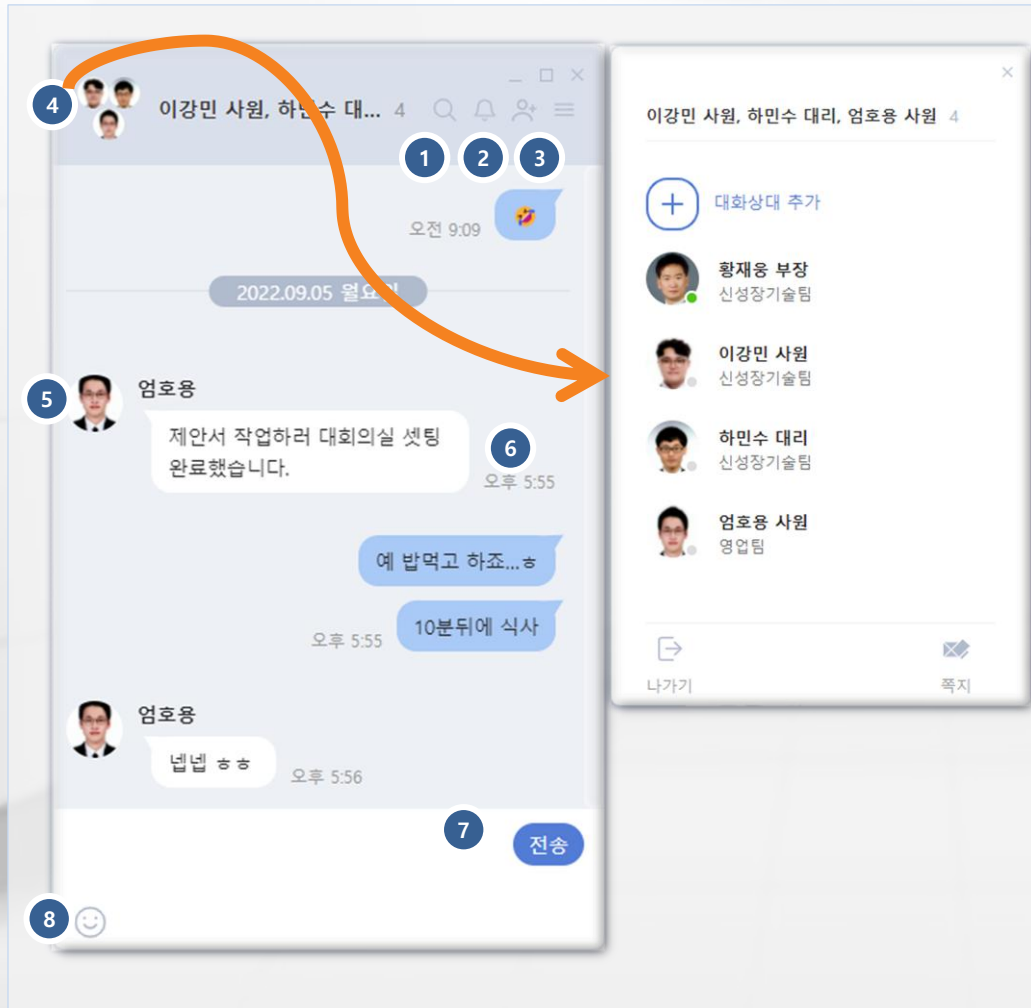 4
이강민 사원, 하민수 대... 4
1
2
3
오전 9:09
2022.09.05 월요일
5
엄호용
제안서 작업하러 대회의실 셋팅
완료했습니다.
6
오후 5:55
예 밥먹고 하죠...ㅎ
10분뒤에 식사
오후 5:55
엄호용
넵넵 ㅎㅎ
오후 5:56
7
전송
8
이강민 사원, 하민수 대리, 엄호용 사원 4
대화상대 추가
황재웅 부장
신성장기술팀
이강민 사원
신성장기술팀
하민수 대리
신성장기술팀
엄호용 사원
영업팀
나가기
쪽지